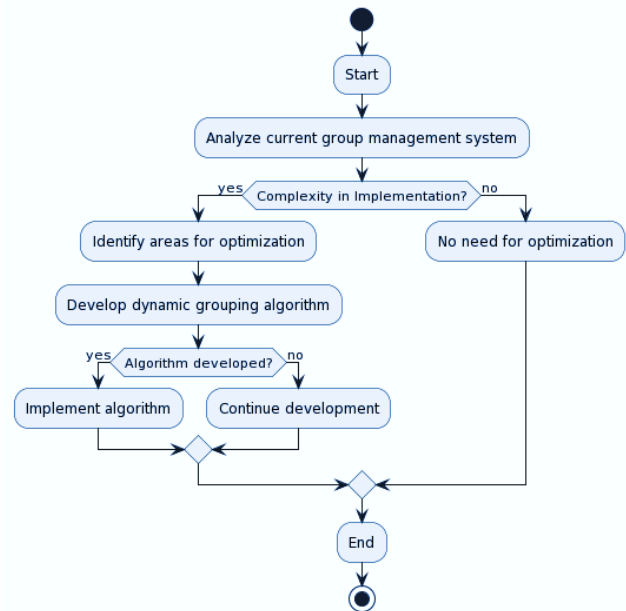 Start
Analyze current group management system
yes
Complexity in Implementation?
no
Identify areas for optimization
No need for optimization
Develop dynamic grouping algorithm
yes
Algorithm developed?
no
Implement algorithm
Continue development
End